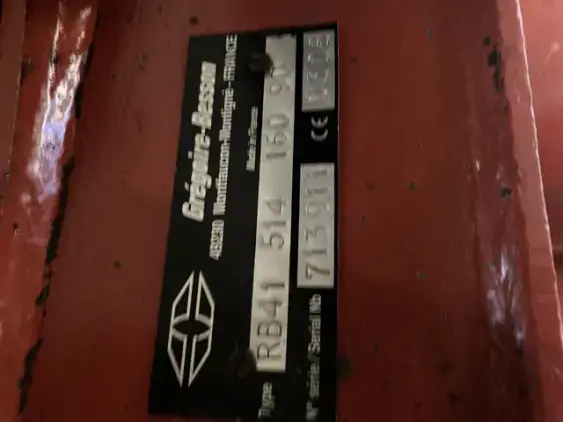 Grégoire-Besson
49230 Montfaucon-Montigné - FRANCE
Made in France
Type RB41 514 160 90
N° série / Serial Nb 713911 CE 0305